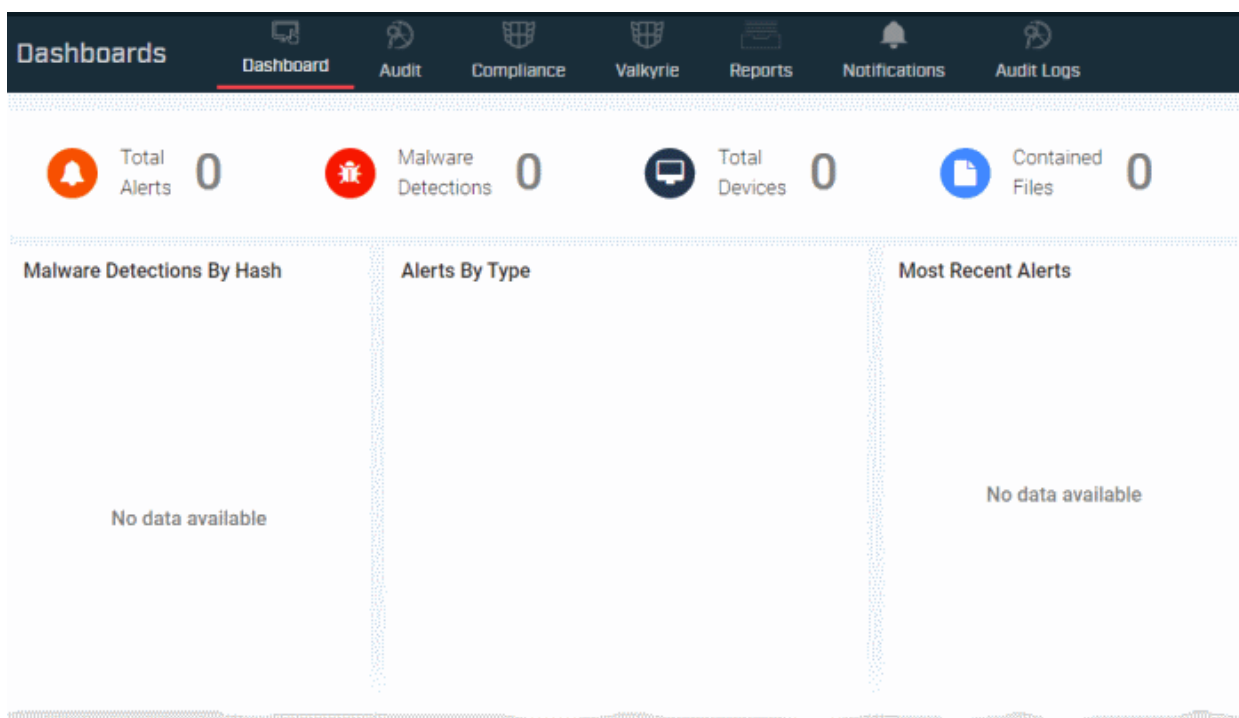 Dashboards
Dashboard
Audit
Compliance
Valkyrie
Reports
Notifications
Audit Logs
Total
Alerts
0
Malware
Detections
0
Total
Devices
0
Contained
Files
0
Malware Detections By Hash
Alerts By Type
Most Recent Alerts
No data available
No data available